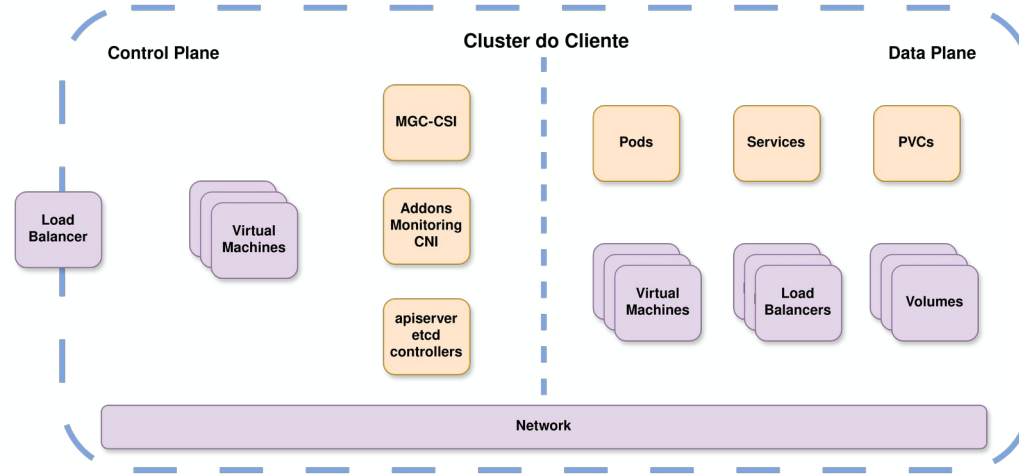 Cluster do Cliente
Control Plane
Data Plane
MGC-CSI
Pods
Services
PVCs
Load
Balancer
Virtual
Machines
Addons
Monitoring
CNI
Virtual
Machines
Load
Balancers
Volumes
apiserver
etcd
controllers
Network